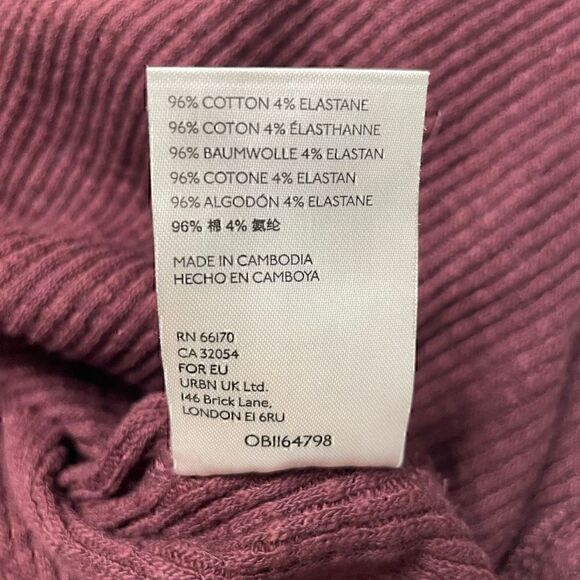 96% COTTON 4% ELASTANE
96% COTON 4% ÉLASTHANNE
96% BAUMWOLLE 4% ELASTAN
96% COTONE 4% ELASTAN
96% ALGODÓN 4% ELASTANE
96% 棉 4% 氨纶
MADE IN CAMBODIA
HECHO EN CAMBOYA
RN 66170
CA 32054
FOR EU
URBN UK Ltd.
146 Brick Lane,
LONDON E1 6RU
OB1164798